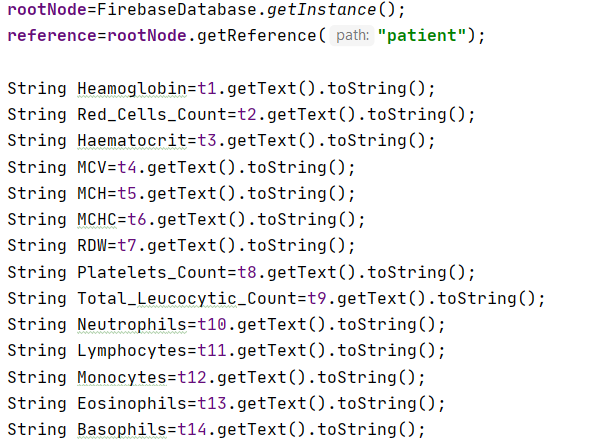 rootNode=FirebaseDatabase.getInstance();
reference=rootNode.getReference( path: "patient");
String Heamoglobin=t1.getText().toString();
String Red_Cells_Count=t2.getText().toString();
String Haematocrit=t3.getText().toString();
String MCV=t4.getText().toString();
String MCH=t5.getText().toString();
String MCHC=t6.getText().toString();
String RDW=t7.getText().toString();
String Platelets_Count=t8.getText().toString();
String Total_Leucocytic_Count=t9.getText().toString();
String Neutrophils=t10.getText().toString();
String Lymphocytes=t11.getText().toString();
String Monocytes=t12.getText().toString();
String Eosinophils=t13.getText().toString();
String Basophils=t14.getText().toString();